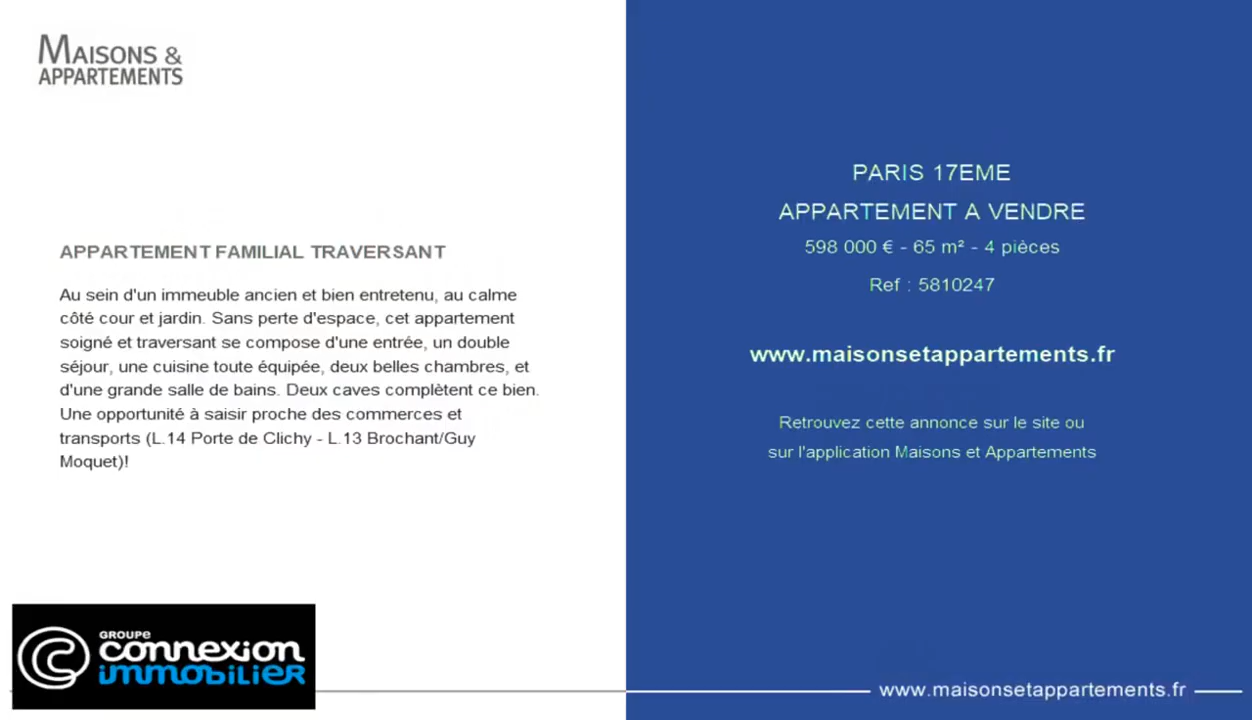 MAISONS &
APPARTEMENTS
APPARTEMENT FAMILIAL TRAVERSANT
Au sein d'un immeuble ancien et bien entretenu, au calme
côté cour et jardin. Sans perte d'espace, cet appartement
soigné et traversant se compose d'une entrée, un double
séjour, une cuisine toute équipée, deux belles chambres, et
d'une grande salle de bains. Deux caves complètent ce bien.
Une opportunité à saisir proche des commerces et
transports (L.14 Porte de Clichy - L.13 Brochant/Guy
Moquet)!
GROUPe
connexion
immobilier
PARIS 17EME
APPARTEMENT A VENDRE
598 000 € - 65 m² - 4 pièces
Ref : 5810247
www.maisonsetappartements.fr
Retrouvez cette annonce sur le site ou
sur l'application Maisons et Appartements
www.maisonsetappartements.fr